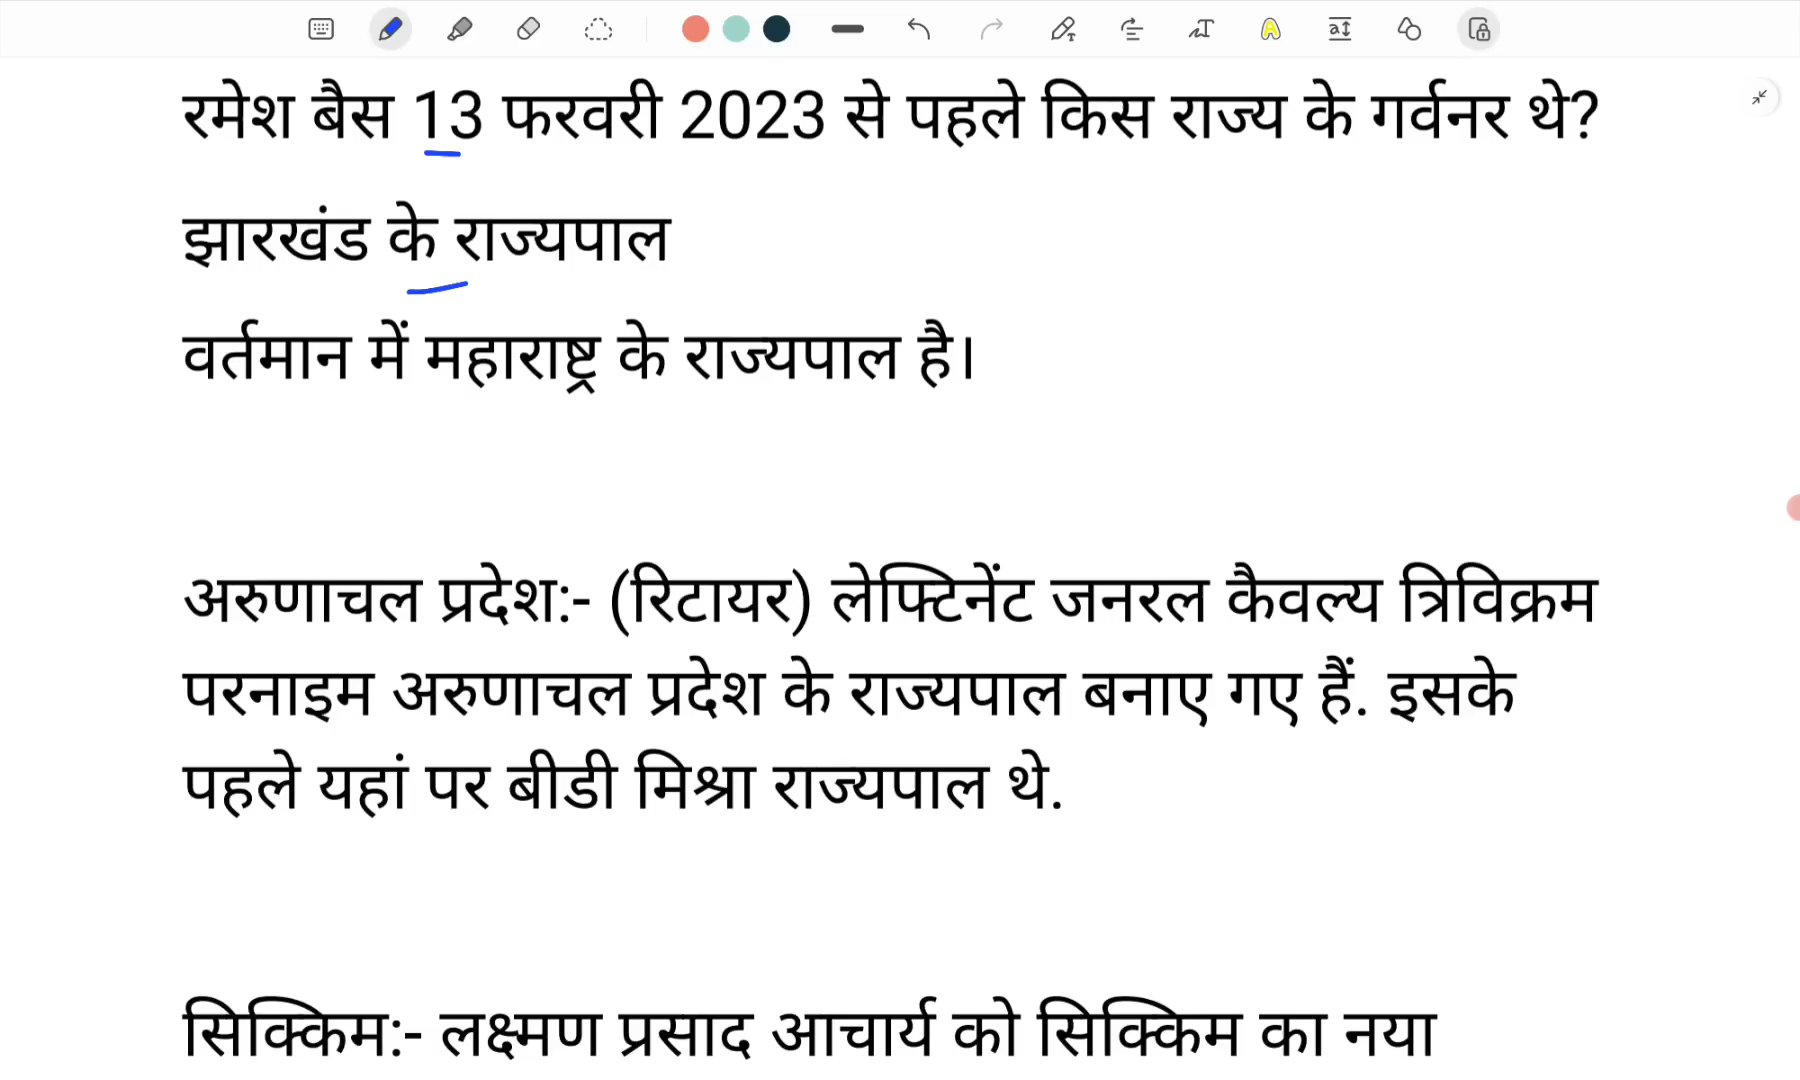 रमेश बैस 13 फरवरी 2023 से पहले किस राज्य के गर्वनर थे?
झारखंड के राज्यपाल
वर्तमान में महाराष्ट्र के राज्यपाल है।
अरुणाचल प्रदेश:- (रिटायर) लेफ्टिनेंट जनरल कैवल्य त्रिविक्रम
परनाइम अरुणाचल प्रदेश के राज्यपाल बनाए गए हैं. इसके
पहले यहां पर बीडी मिश्रा राज्यपाल थे.
सिक्किम:- लक्ष्मण प्रसाद आचार्य को सिक्किम का नया